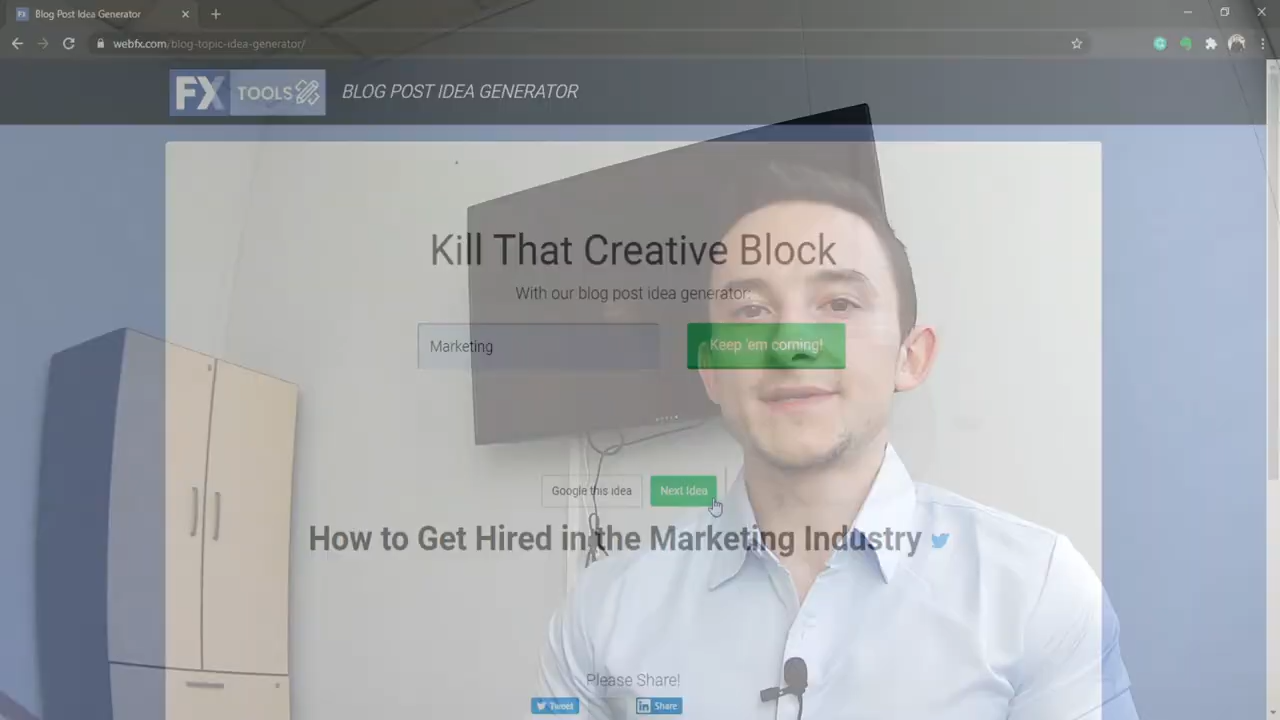 Blog Post Idea Generator
webfx.com/blog-topic-idea-generator/
FX TOOLS BLOG POST IDEA GENERATOR
Kill That Creative Block
With our blog post idea generator:
Marketing Keep 'em coming!
Google this idea Next Idea
How to Get Hired in the Marketing Industry
Please Share!
Tweet Share